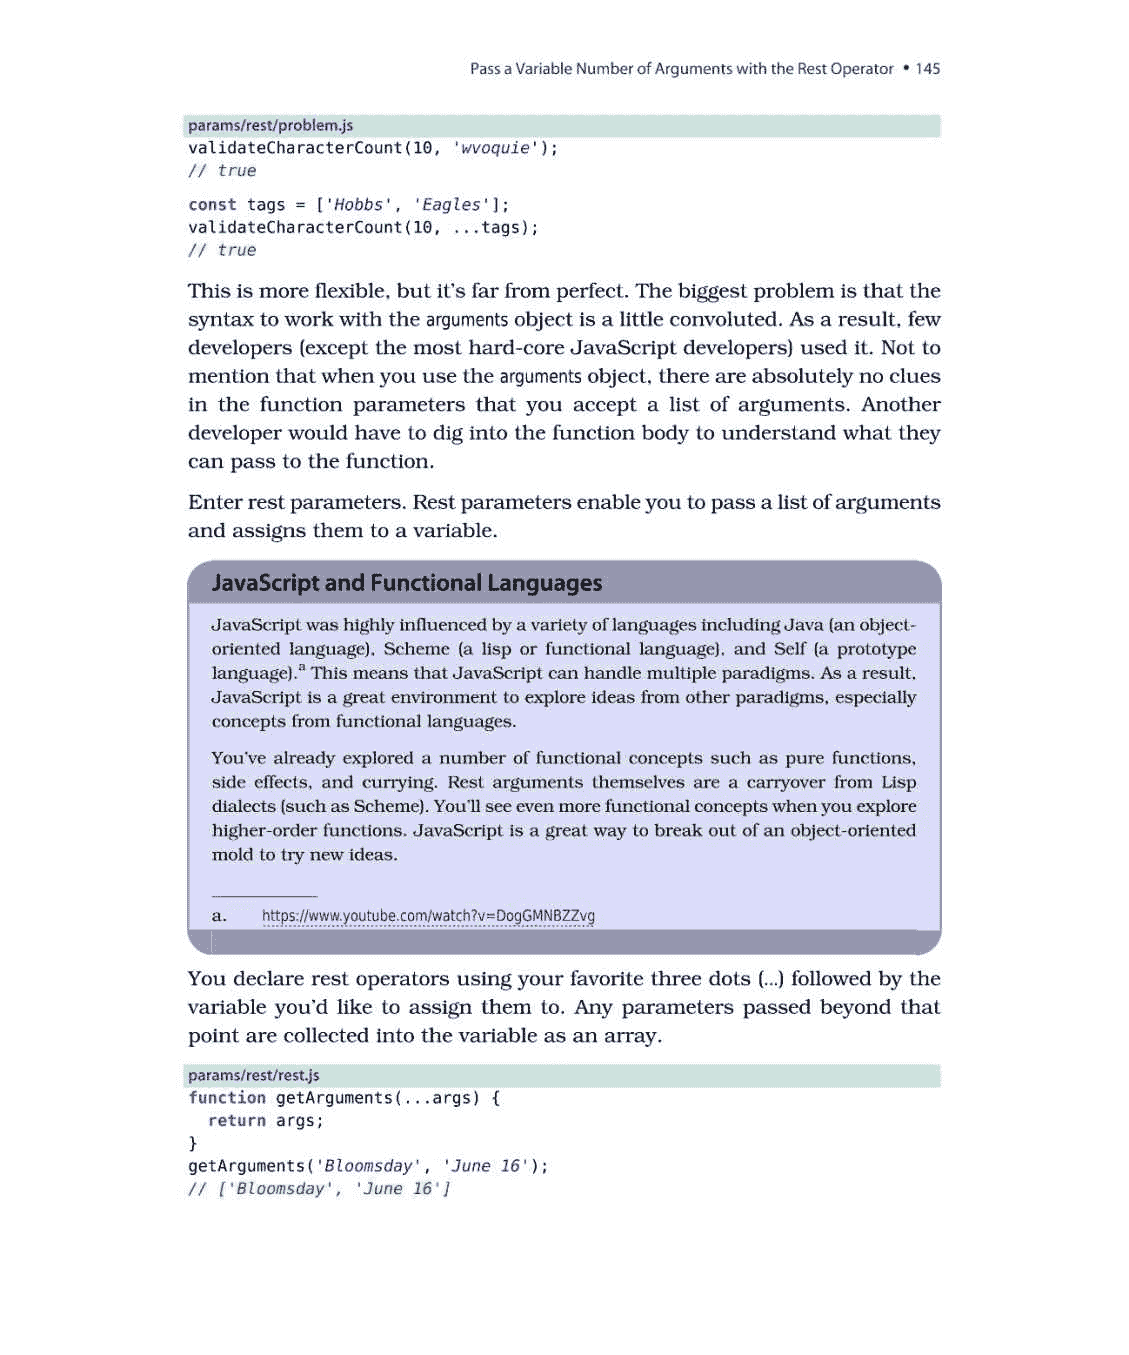 Pass a Variable Number of Arguments with the Rest Operator • 145
params/rest/problem.js
validateCharacterCount(10, 'wvoquie');
// true
const tags = ['Hobbs', 'Eagles'];
validateCharacterCount(10, ...tags);
// true
This is more flexible, but it's far from perfect. The biggest problem is that the
syntax to work with the arguments object is a little convoluted. As a result, few
developers (except the most hard-core JavaScript developers) used it. Not to
mention that when you use the arguments object, there are absolutely no clues
in the function parameters that you accept a list of arguments. Another
developer would have to dig into the function body to understand what they
can pass to the function.
Enter rest parameters. Rest parameters enable you to pass a list of arguments
and assigns them to a variable.
JavaScript and Functional Languages
JavaScript was highly influenced by a variety of languages including Java (an object-
oriented language), Scheme (a lisp or functional language), and Self (a prototype
language).a This means that JavaScript can handle multiple paradigms. As a result,
JavaScript is a great environment to explore ideas from other paradigms, especially
concepts from functional languages.
You've already explored a number of functional concepts such as pure functions,
side effects, and currying. Rest arguments themselves are a carryover from Lisp
dialects (such as Scheme). You'll see even more functional concepts when you explore
higher-order functions. JavaScript is a great way to break out of an object-oriented
mold to try new ideas.
a. https://www.youtube.com/watch?v=DogGMNBZZvg
You declare rest operators using your favorite three dots (...) followed by the
variable you'd like to assign them to. Any parameters passed beyond that
point are collected into the variable as an array.
params/rest/rest.js
function getArguments(...args) {
  return args;
}
getArguments('Bloomsday', 'June 16');
// ['Bloomsday', 'June 16']